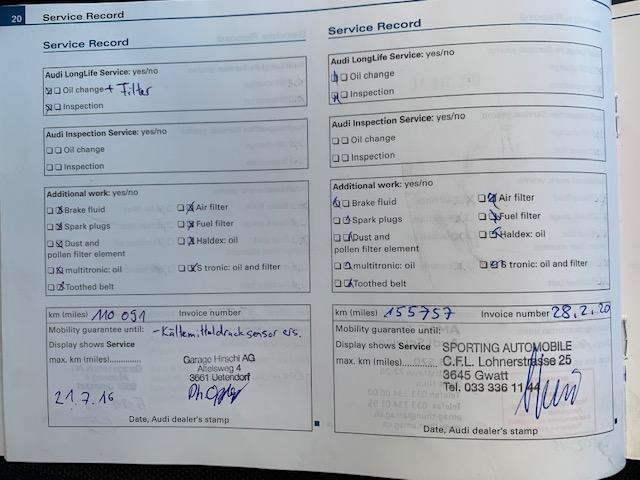 20 Service Record
Service Record
Audi LongLife Service: yes/no
Oil change + Filter
Inspection
Audi Inspection Service: yes/no
Oil change
Inspection
Additional work: yes/no
Brake fluid
Air filter
Spark plugs
Fuel filter
Dust and
pollen filter element
Haldex: oil
multitronic: oil
S tronic: oil and filter
Toothed belt
km (miles) 110 091 Invoice number
Mobility guarantee until: - Kältemitteldrucksensor ers.
Display shows Service
max. km (miles)............
Garage Hirschi AG
Altelsweg 4
3661 Uetendorf
21.7.16
Date, Audi dealer's stamp
Service Record
Audi LongLife Service: yes/no
Oil change
Inspection
Audi Inspection Service: yes/no
Oil change
Inspection
Additional work: yes/no
Brake fluid
Air filter
Spark plugs
Fuel filter
Dust and
pollen filter element
Haldex: oil
multitronic: oil
S tronic: oil and filter
Toothed belt
km (miles) 155757 Invoice number 28.2.20
Mobility guarantee until:
Display shows Service
max. km (miles)............
SPORTING AUTOMOBILE
C.F.L. Lohnerstrasse 25
3645 Gwatt
Tel. 033 336 11 44
Date, Audi dealer's stamp